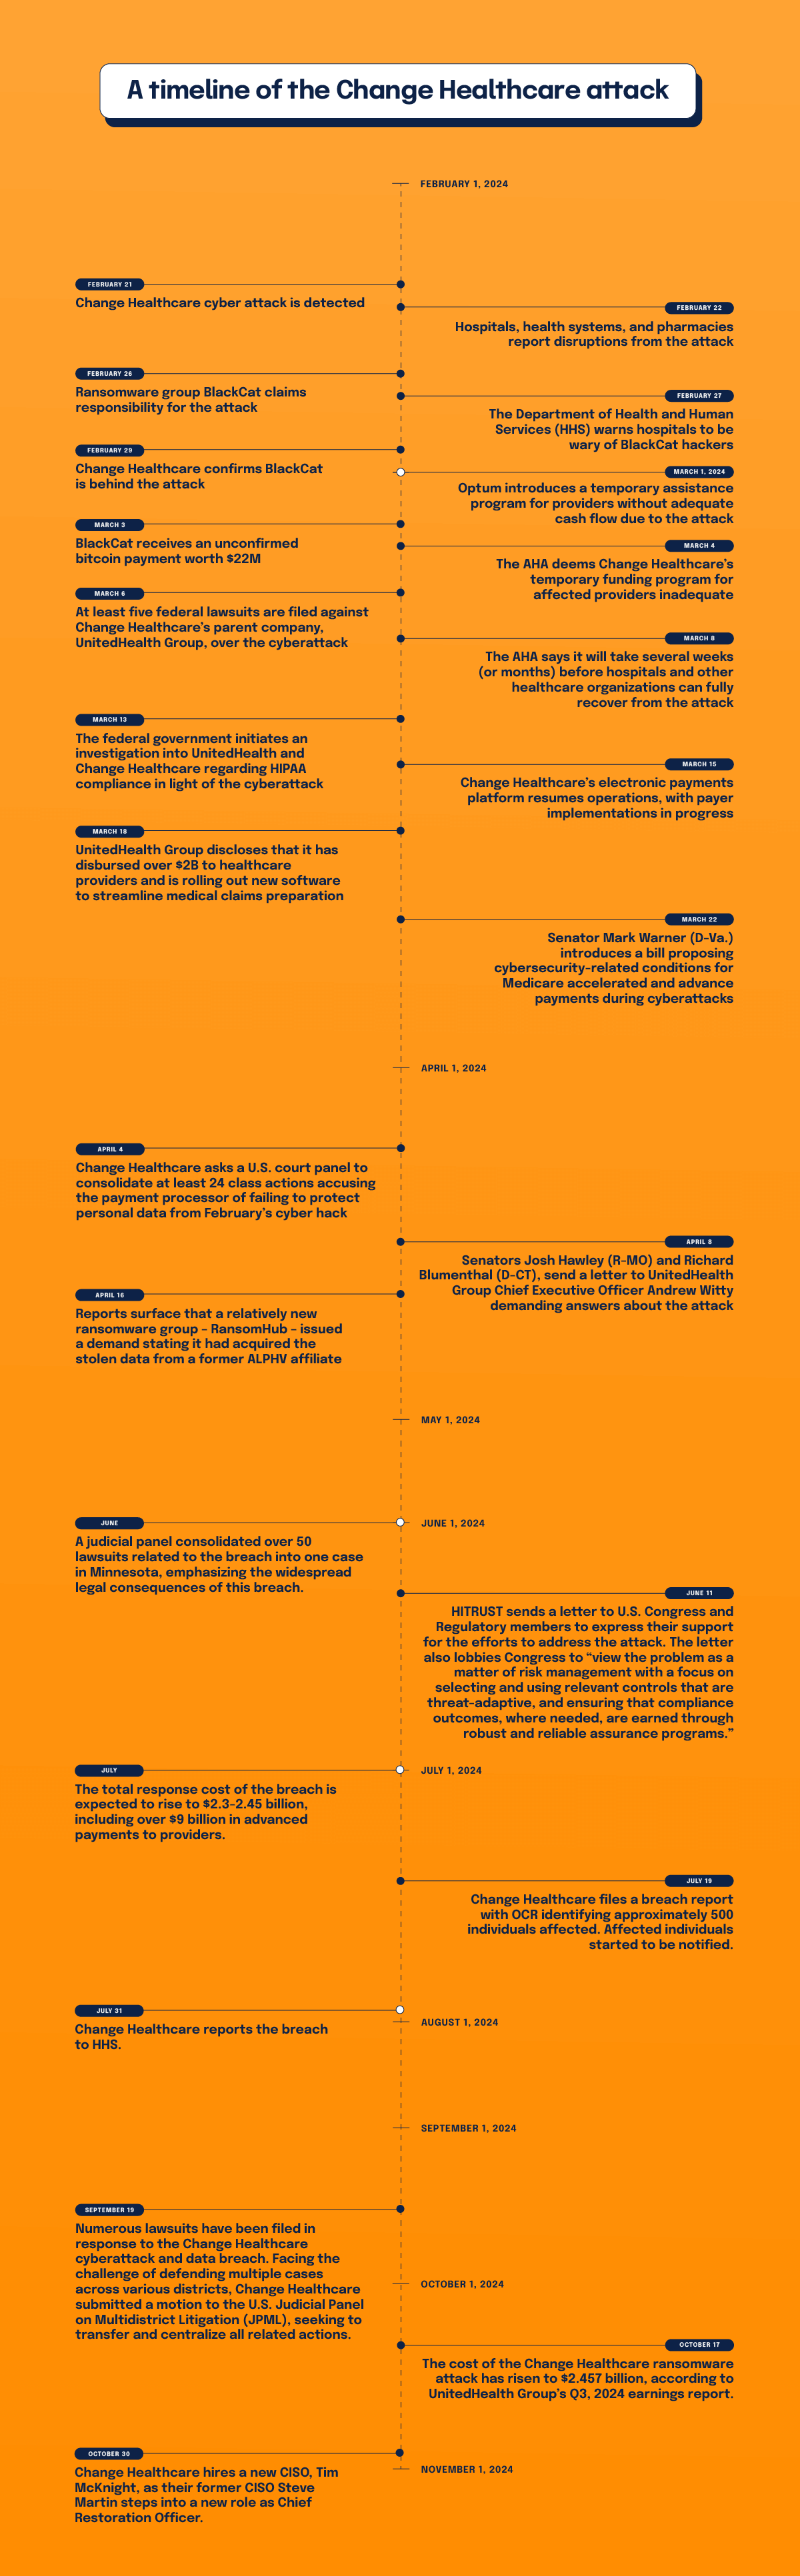 A timeline of the Change Healthcare attack
FEBRUARY 1, 2024
FEBRUARY 21
Change Healthcare cyber attack is detected
FEBRUARY 22
Hospitals, health systems, and pharmacies
report disruptions from the attack
FEBRUARY 26
Ransomware group BlackCat claims
responsibility for the attack
FEBRUARY 27
The Department of Health and Human
Services (HHS) warns hospitals to be
wary of BlackCat hackers
FEBRUARY 29
Change Healthcare confirms BlackCat
is behind the attack
MARCH 1, 2024
Optum introduces a temporary assistance
program for providers without adequate
cash flow due to the attack
MARCH 3
BlackCat receives an unconfirmed
bitcoin payment worth $22M
MARCH 4
The AHA deems Change Healthcare's
temporary funding program for
affected providers inadequate
MARCH 6
At least five federal lawsuits are filed against
Change Healthcare's parent company,
UnitedHealth Group, over the cyberattack
MARCH 8
The AHA says it will take several weeks
(or months) before hospitals and other
healthcare organizations can fully
recover from the attack
MARCH 13
The federal government initiates an
investigation into UnitedHealth and
Change Healthcare regarding HIPAA
compliance in light of the cyberattack
MARCH 15
Change Healthcare's electronic payments
platform resumes operations, with payer
implementations in progress
MARCH 18
UnitedHealth Group discloses that it has
disbursed over $2B to healthcare
providers and is rolling out new software
to streamline medical claims preparation
MARCH 22
Senator Mark Warner (D-Va.)
introduces a bill proposing
cybersecurity-related conditions for
Medicare accelerated and advance
payments during cyberattacks
APRIL 1, 2024
APRIL 4
Change Healthcare asks a U.S. court panel to
consolidate at least 24 class actions accusing
the payment processor of failing to protect
personal data from February's cyber hack
APRIL 8
Senators Josh Hawley (R-MO) and Richard
Blumenthal (D-CT), send a letter to UnitedHealth
Group Chief Executive Officer Andrew Witty
demanding answers about the attack
APRIL 16
Reports surface that a relatively new
ransomware group – RansomHub – issued
a demand stating it had acquired the
stolen data from a former ALPHV affiliate
MAY 1, 2024
JUNE
JUNE 1, 2024
A judicial panel consolidated over 50
lawsuits related to the breach into one case
in Minnesota, emphasizing the widespread
legal consequences of this breach.
JUNE 11
HITRUST sends a letter to U.S. Congress and
Regulatory members to express their support
for the efforts to address the attack. The letter
also lobbies Congress to “view the problem as a
matter of risk management with a focus on
selecting and using relevant controls that are
threat-adaptive, and ensuring that compliance
outcomes, where needed, are earned through
robust and reliable assurance programs.”
JULY
JULY 1, 2024
The total response cost of the breach is
expected to rise to $2.3-2.45 billion,
including over $9 billion in advanced
payments to providers.
JULY 19
Change Healthcare files a breach report
with OCR identifying approximately 500
individuals affected. Affected individuals
started to be notified.
JULY 31
Change Healthcare reports the breach
to HHS.
AUGUST 1, 2024
SEPTEMBER 1, 2024
SEPTEMBER 19
Numerous lawsuits have been filed in
response to the Change Healthcare
cyberattack and data breach. Facing the
challenge of defending multiple cases
across various districts, Change Healthcare
submitted a motion to the U.S. Judicial Panel
on Multidistrict Litigation (JPML), seeking to
transfer and centralize all related actions.
OCTOBER 1, 2024
OCTOBER 17
The cost of the Change Healthcare ransomware
attack has risen to $2.457 billion, according to
UnitedHealth Group's Q3, 2024 earnings report.
OCTOBER 30
Change Healthcare hires a new CISO, Tim
McKnight, as their former CISO Steve
Martin steps into a new role as Chief
Restoration Officer.
NOVEMBER 1, 2024